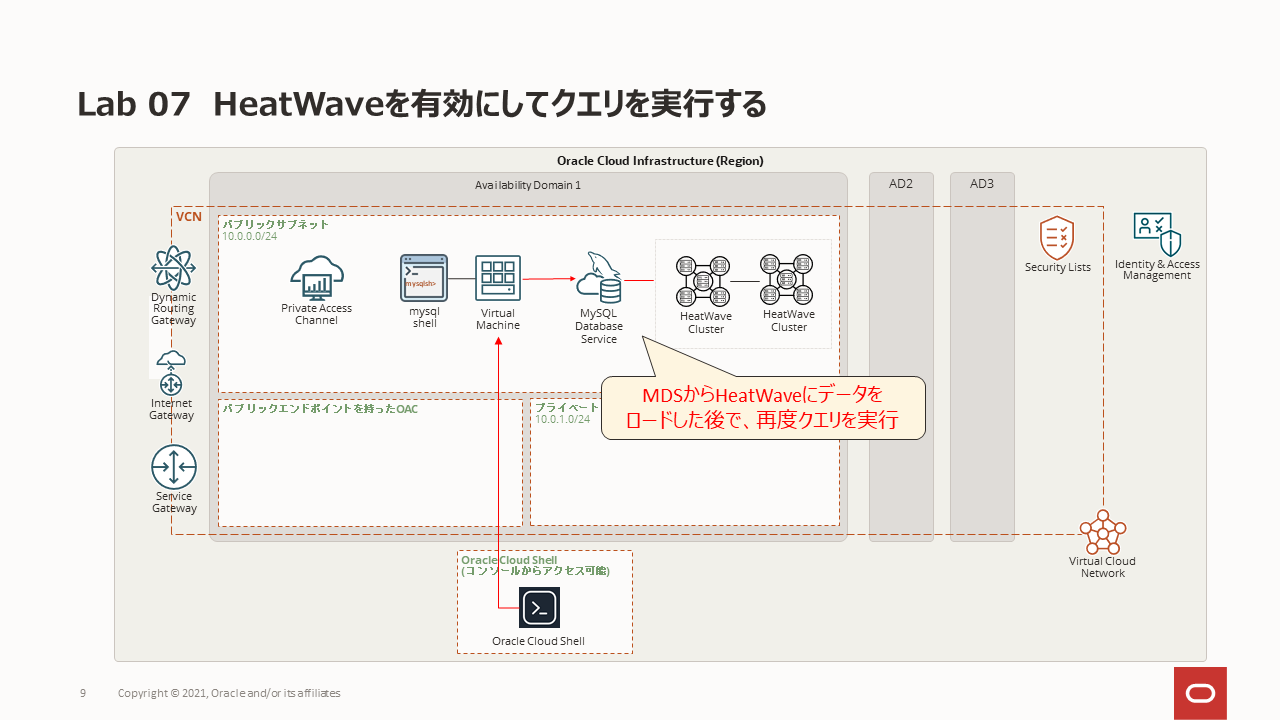 Lab 07 HeatWaveを有効にしてクエリを実行する
Oracle Cloud Infrastructure (Region)
Availability Domain 1
AD2
AD3
VCN
パブリックサブネット
10.0.0.0/24
Dynamic
Routing
Gateway
Private Access
Channel
mysqlsh>
mysql
shell
Virtual
Machine
MySQL
Database
Service
HeatWave
Cluster
HeatWave
Cluster
Security Lists
Identity & Access
Management
Internet
Gateway
MDSからHeatWaveにデータを
ロードした後で、再度クエリを実行
パブリックエンドポイントを持ったOAC
プライベート
10.0.1.0/24
Service
Gateway
Virtual Cloud
Network
Oracle Cloud Shell
(コンソールからアクセス可能)
Oracle Cloud Shell
9
Copyright © 2021, Oracle and/or its affiliates